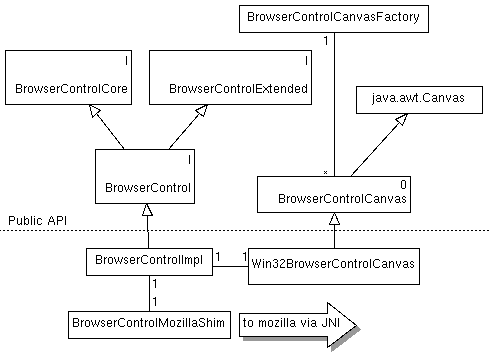 BrowserControlCanvasFactory
1
I
BrowserControlCore
I
BrowserControlExtended
java.awt.Canvas
I
BrowserControl
*
0
BrowserControlCanvas
Public API
BrowserControlImpl
1
1
Win32BrowserControlCanvas
1
1
BrowserControlMozillaShim
to mozilla via JNI